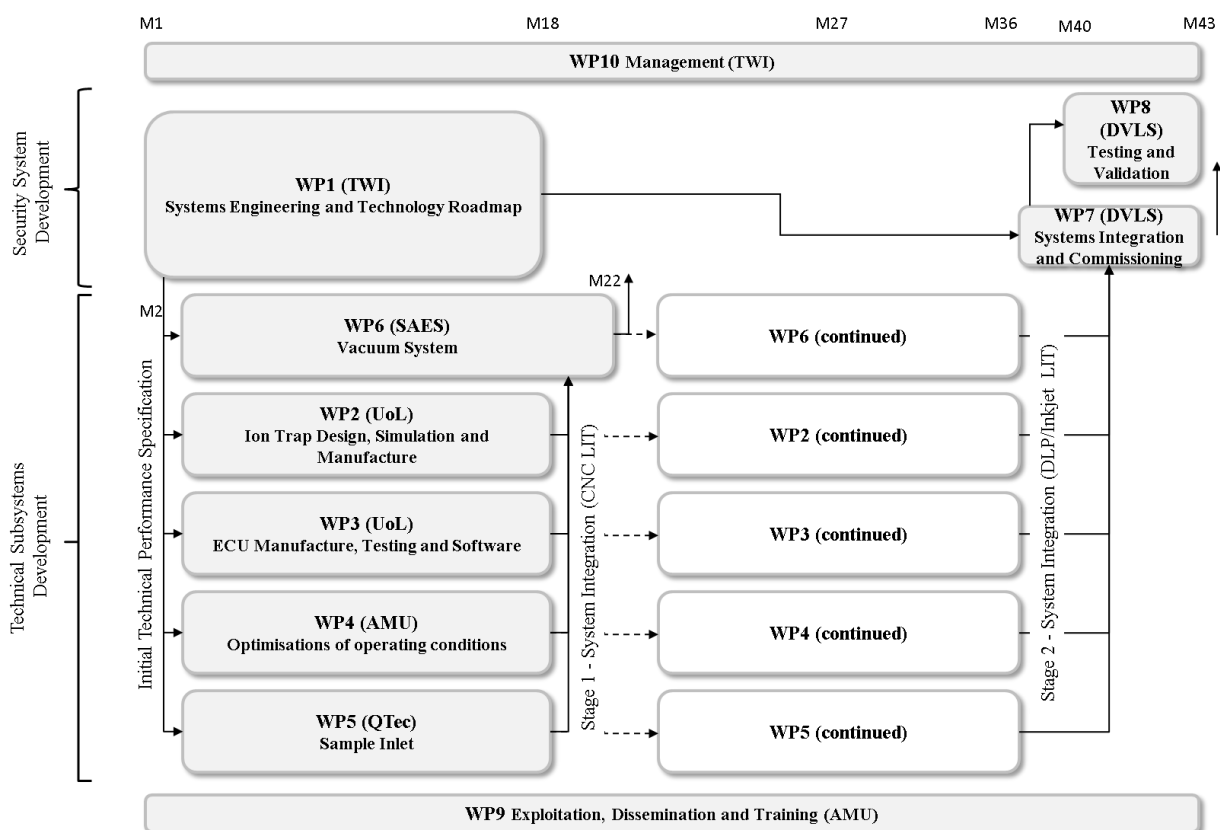 M1 M18 M27 M36 M40 M43
WP10 Management (TWI)
Security System
Development
WP1 (TWI)
Systems Engineering and Technology Roadmap
WP8
(DVLS)
Testing and
Validation
WP7 (DVLS)
Systems Integration
and Commissioning
M2
M22
Technical Subsystems
Development
Initial Technical Performance Specification
WP6 (SAES)
Vacuum System
WP6 (continued)
WP2 (UoL)
Ion Trap Design, Simulation and
Manufacture
WP2 (continued)
WP3 (UoL)
ECU Manufacture, Testing and Software
WP3 (continued)
WP4 (AMU)
Optimisations of operating conditions
WP4 (continued)
WP5 (QTec)
Sample Inlet
WP5 (continued)
Stage 1 - System Integration (CNC LIT)
Stage 2 - System Integration (DLP/Inkjet LIT)
WP9 Exploitation, Dissemination and Training (AMU)